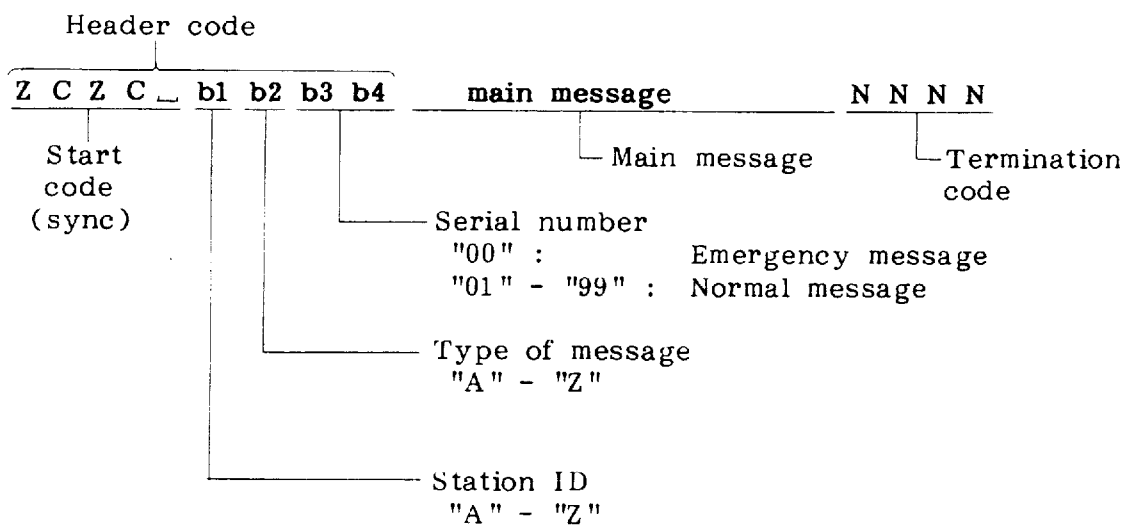 Header code
Z C Z C ␣ b1 b2 b3 b4 main message N N N N
Start code (sync)
Main message
Termination code
Serial number
"00" : Emergency message
"01" - "99" : Normal message
Type of message
"A" - "Z"
Station ID
"A" - "Z"